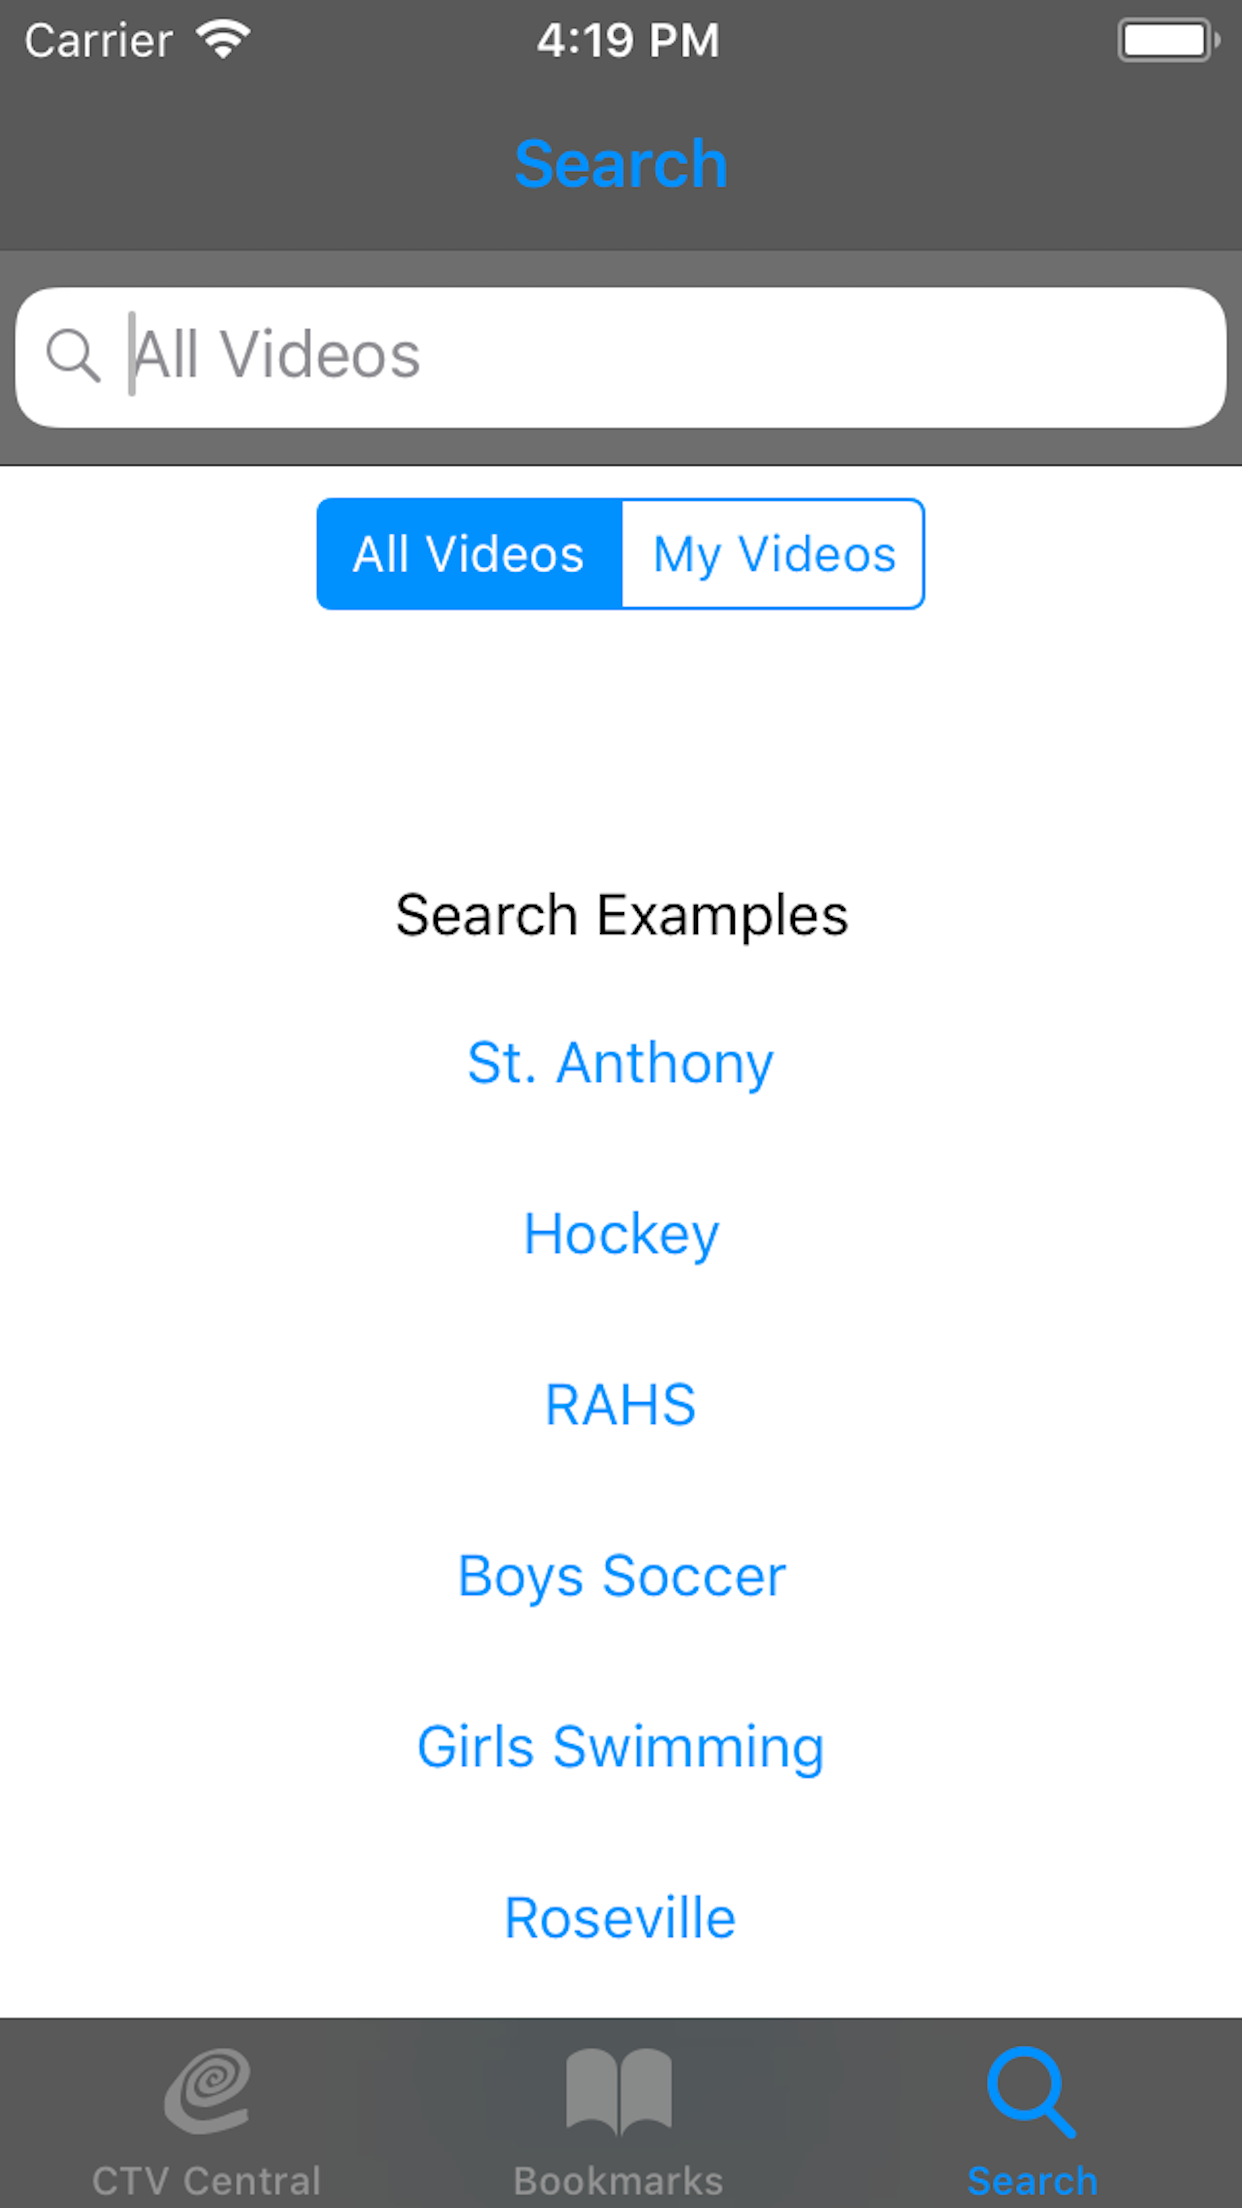 Carrier 4:19 PM
Search
All Videos
All Videos My Videos
Search Examples
St. Anthony
Hockey
RAHS
Boys Soccer
Girls Swimming
Roseville
CTV Central Bookmarks Search